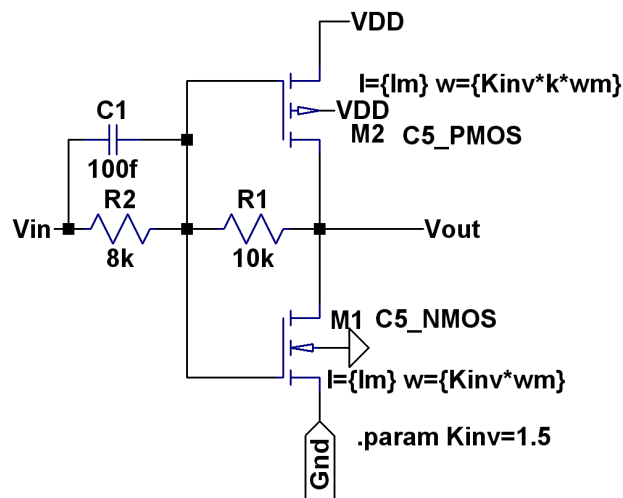 VDD
l={lm} w={Kinv*k*wm}
C1
VDD
M2 C5_PMOS
100f
R2
R1
Vin
Vout
8k
10k
M1 C5_NMOS
l={lm} w={Kinv*wm}
.param Kinv=1.5
Gnd